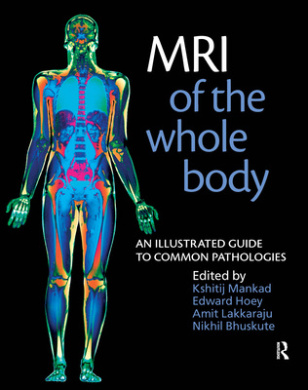 MRI
of the
whole
body
AN ILLUSTRATED GUIDE
TO COMMON PATHOLOGIES
Edited by
Kshitij Mankad
Edward Hoey
Amit Lakkaraju
Nikhil Bhuskute
R